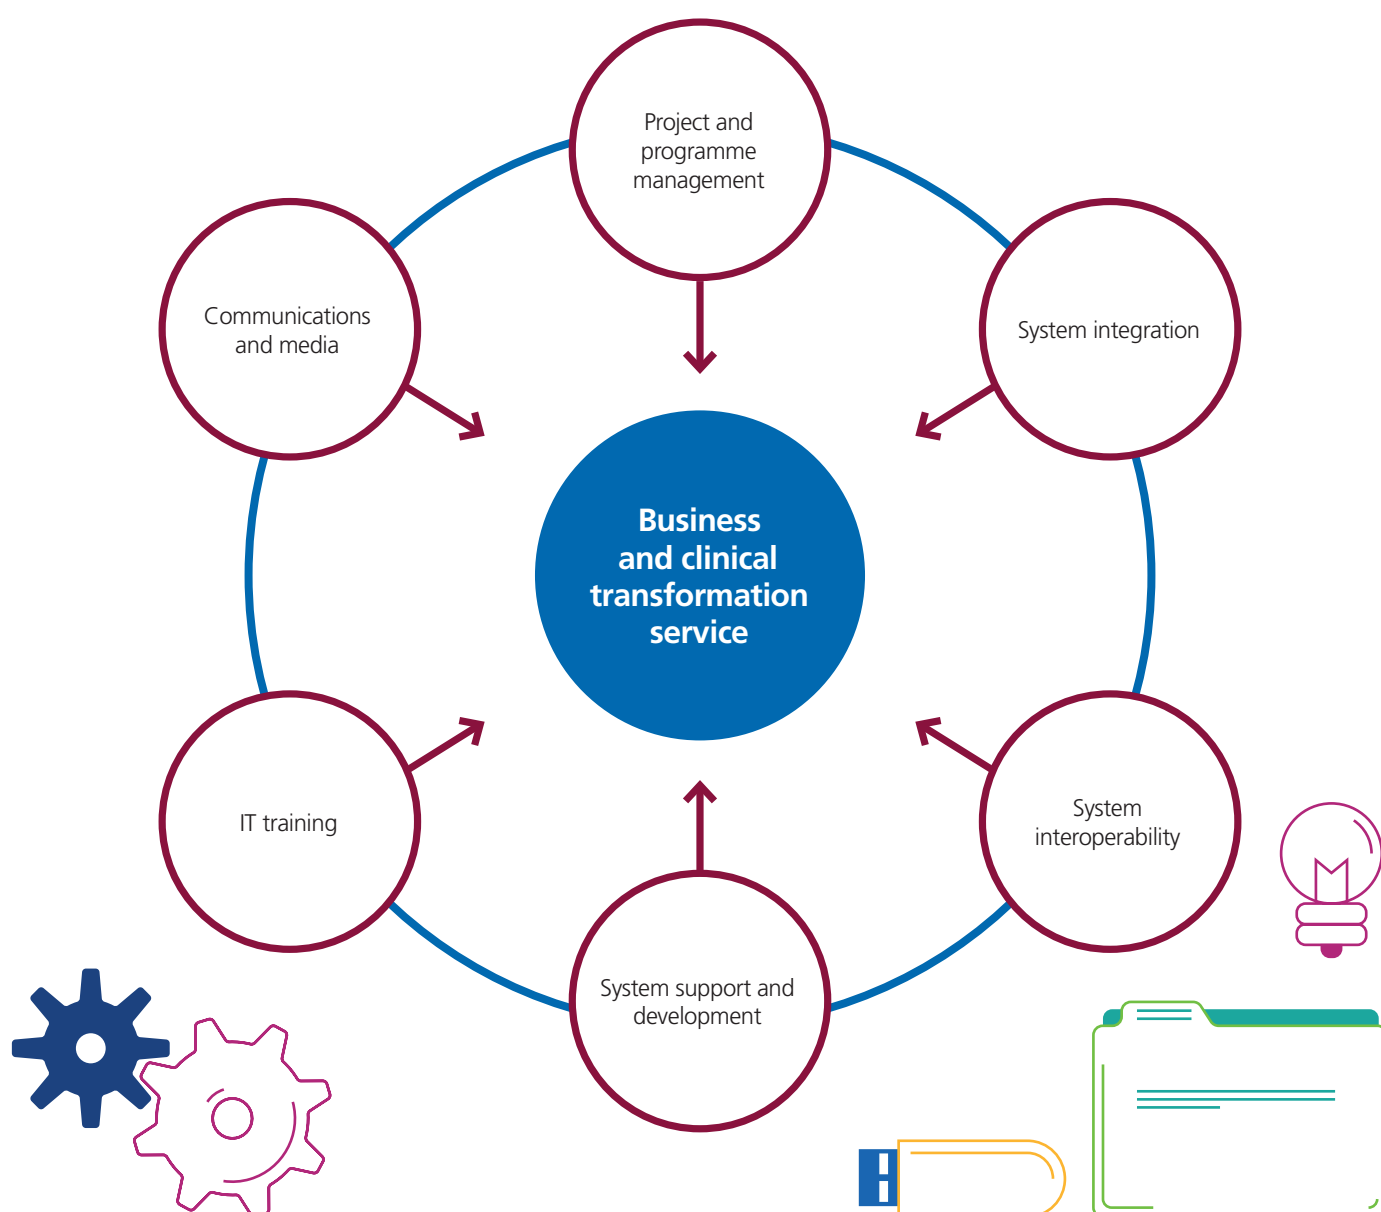 Project and
programme
management
Communications
and media
System integration
Business
and clinical
transformation
service
IT training
System
interoperability
System support and
development